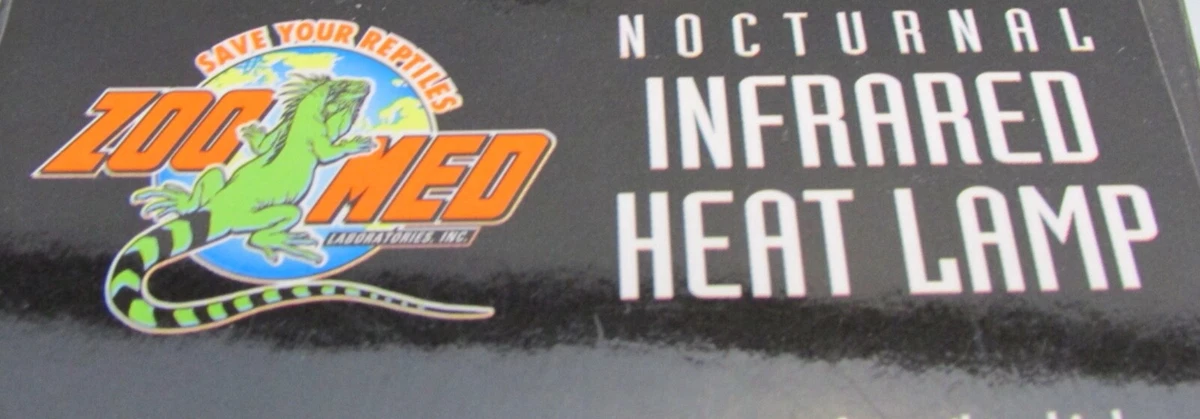 SAVE YOUR REPTILES
ZOO MED
LABORATORIES, INC.
NOCTURNAL
INFRARED
HEAT LAMP